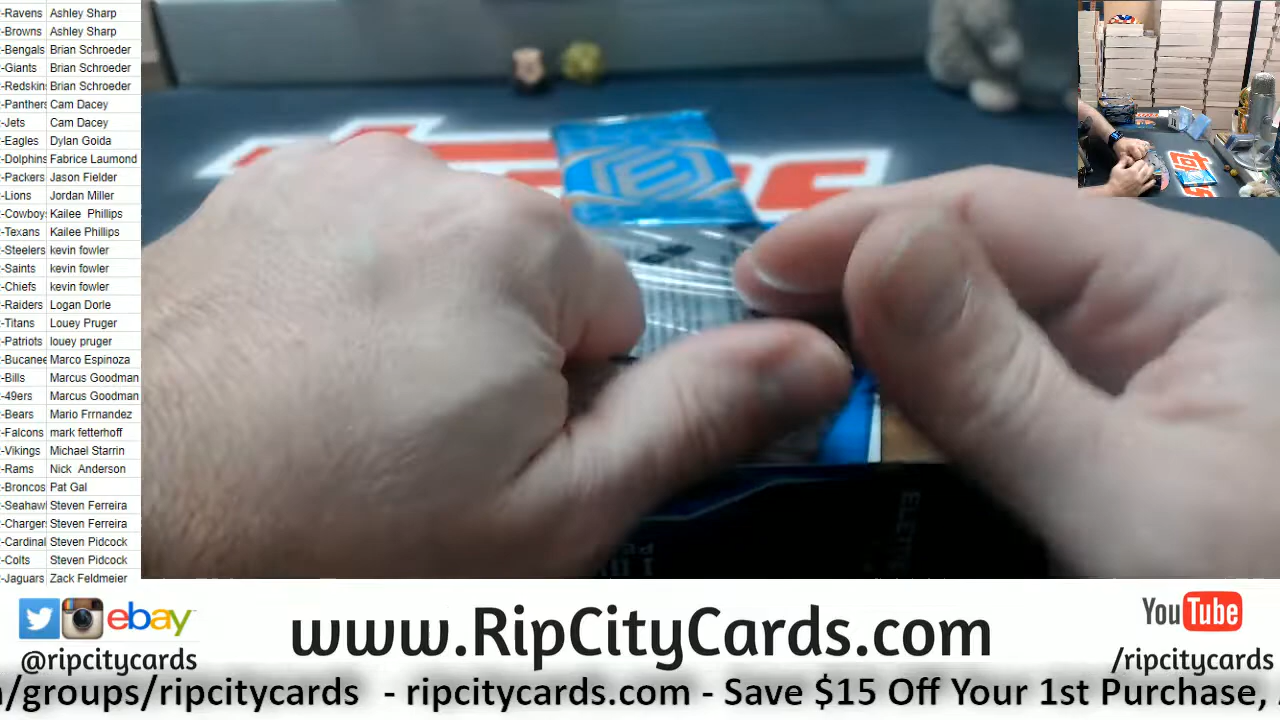 -Ravens Ashley Sharp
-Browns Ashley Sharp
-Bengals Brian Schroeder
-Giants Brian Schroeder
-Redskin Brian Schroeder
-Panthers Cam Dacey
-Jets Cam Dacey
-Eagles Dylan Goida
-Dolphins Fabrice Laumond
-Packers Jason Fielder
-Lions Jordan Miller
-Cowboys Kailee Phillips
-Texans Kailee Phillips
-Steelers kevin fowler
-Saints kevin fowler
-Chiefs kevin fowler
-Raiders Logan Dorle
-Titans Louey Pruger
-Patriots louey pruger
-Bucanee Marco Espinoza
-Bills Marcus Goodman
-49ers Marcus Goodman
-Bears Mario Frrnandez
-Falcons mark fetterhoff
-Vikings Michael Starrin
-Rams Nick Anderson
-Broncos Pat Gal
-Seahaw Steven Ferreira
-Charger Steven Ferreira
-Cardinal Steven Pidcock
-Colts Steven Pidcock
-Jaguars Zack Feldmeier
ebay
@ripcitycards
www.RipCityCards.com
YouTube
/ripcitycards
/groups/ripcitycards - ripcitycards.com - Save $15 Off Your 1st Purchase,